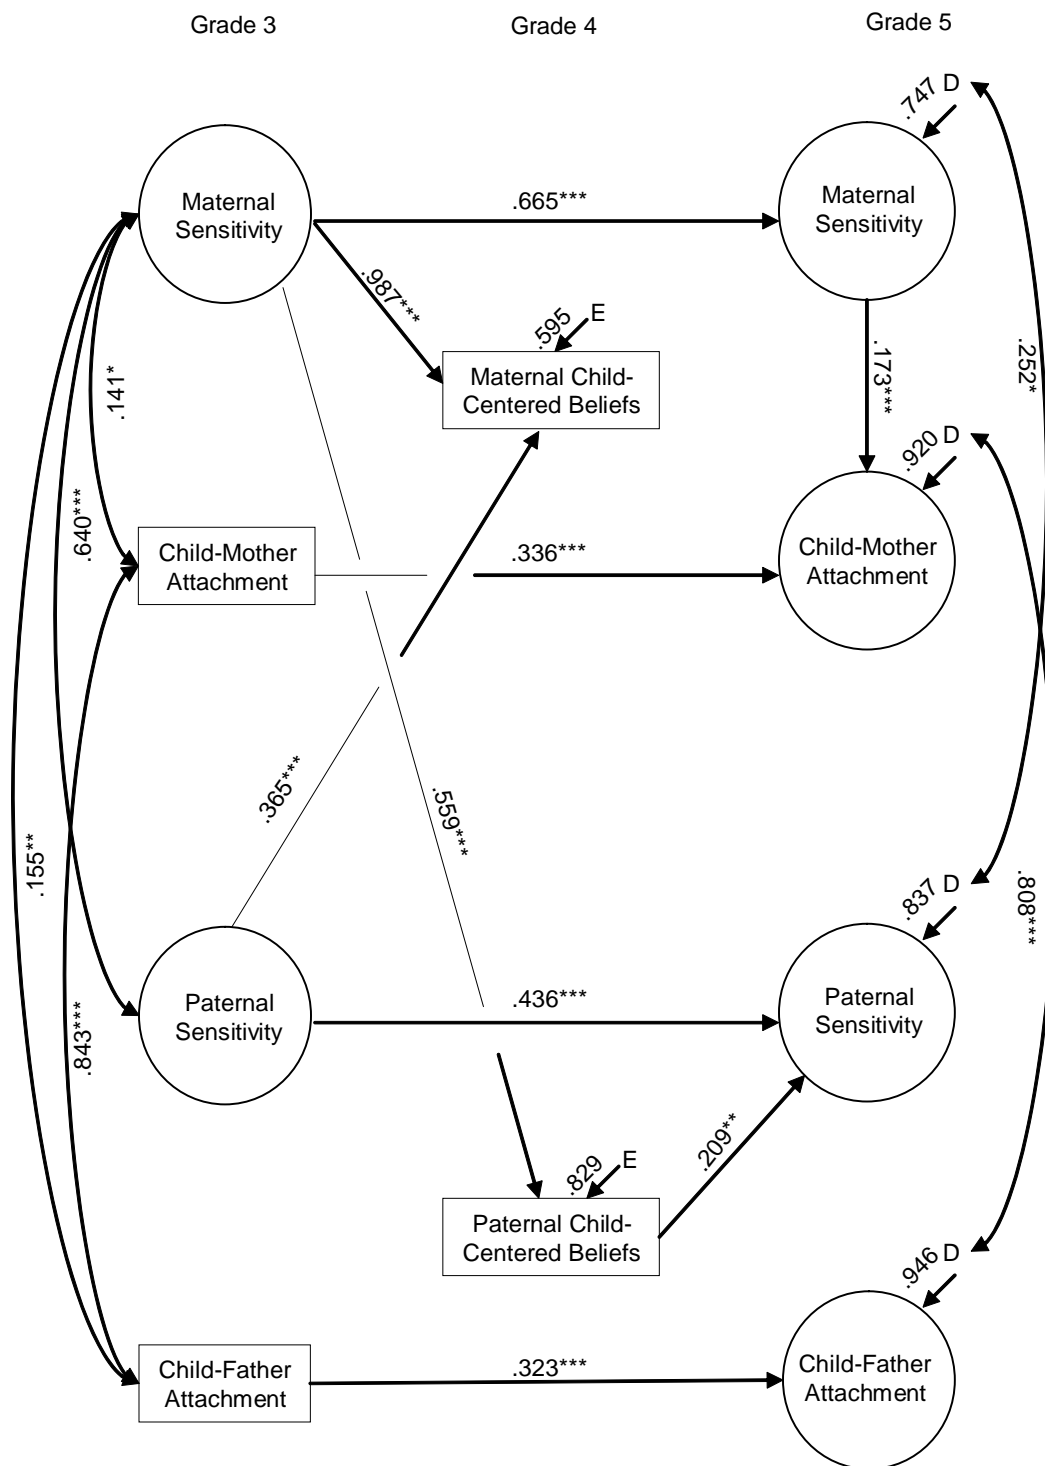 Grade 3
Grade 4
Grade 5
.747 D
Maternal
Sensitivity
.665***
Maternal
Sensitivity
.987***
.595
E
.141*
Maternal Child-
Centered Beliefs
.173***
.252*
.920 D
.640***
Child-Mother
Attachment
.336***
Child-Mother
Attachment
.365***
.559***
.155**
.837 D
.808***
.843***
Paternal
Sensitivity
.436***
Paternal
Sensitivity
.209**
.829
E
Paternal Child-
Centered Beliefs
.946 D
Child-Father
Attachment
.323***
Child-Father
Attachment